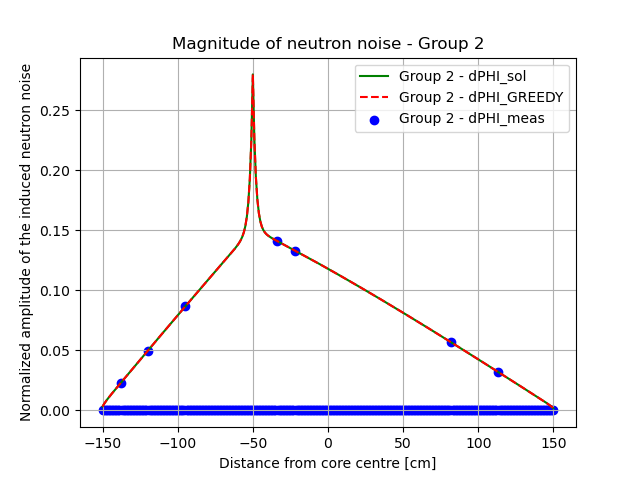 Magnitude of neutron noise - Group 2
Normalized amplitude of the induced neutron noise
0.25
0.20
0.15
0.10
0.05
0.00
Group 2 - dPHI_sol
Group 2 - dPHI_GREEDY
Group 2 - dPHI_meas
−150 −100 −50 0 50 100 150
Distance from core centre [cm]